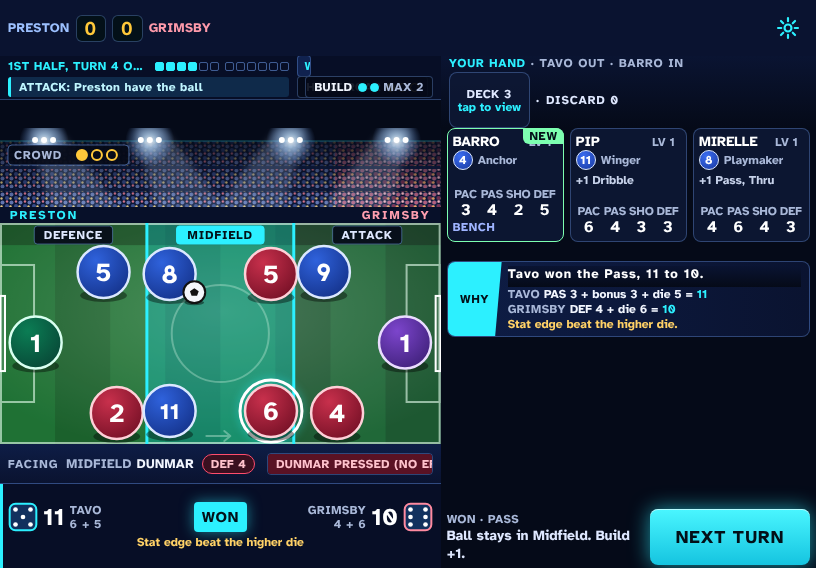 PRESTON 0 0 GRIMSBY
1ST HALF, TURN 4 O...
ATTACK: Preston have the ball
BUILD MAX 2
CROWD
PRESTON GRIMSBY
DEFENCE MIDFIELD ATTACK
5 8 5 9
1 1
2 11 6 4
FACING MIDFIELD DUNMAR DEF 4 DUNMAR PRESSED (NO
11 TAVO 6 + 5
WON
GRIMSBY 4 + 6 10
Stat edge beat the higher die
YOUR HAND · TAVO OUT · BARRO IN
DECK 3
tap to view
· DISCARD 0
BARRO NEW
4 Anchor
PAC PAS SHO DEF
3 4 2 5
BENCH
PIP LV 1
11 Winger
+1 Dribble
PAC PAS SHO DEF
6 4 3 3
MIRELLE LV 1
8 Playmaker
+1 Pass, Thru
PAC PAS SHO DEF
4 6 4 3
WHY
Tavo won the Pass, 11 to 10.
TAVO PAS 3 + bonus 3 + die 5 = 11
GRIMSBY DEF 4 + die 6 = 10
Stat edge beat the higher die.
WON · PASS
Ball stays in Midfield. Build
+1.
NEXT TURN